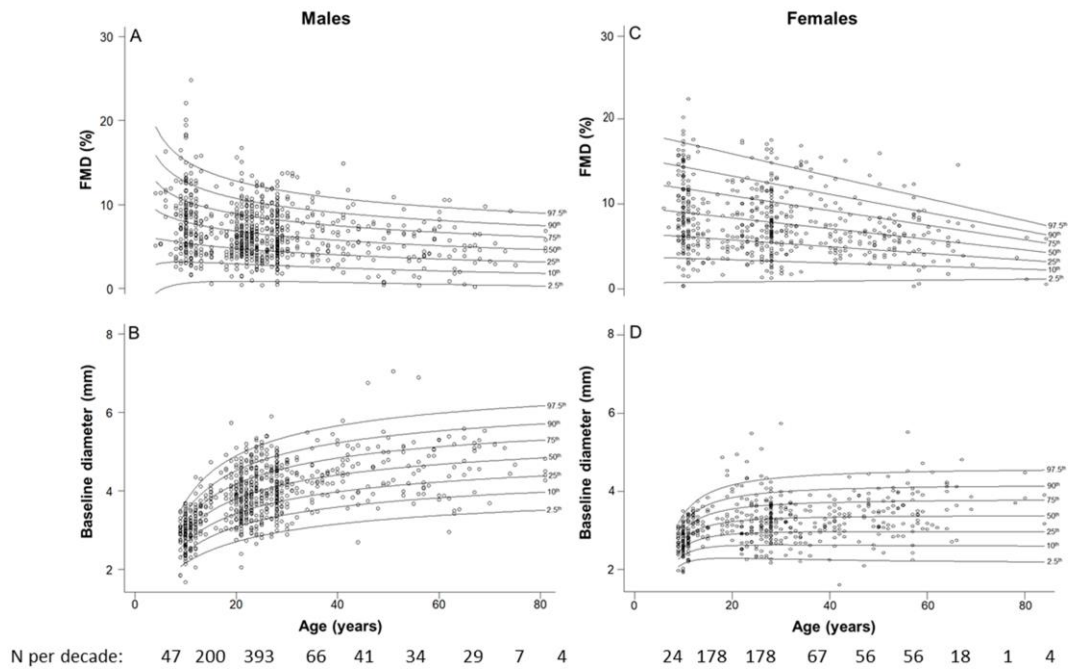 Males
Females
A
30
20
10
0
FMD (%)
97.5th
90th
75th
50th
25th
10th
2.5th
C
30
20
10
0
FMD (%)
97.5th
90th
75th
50th
25th
10th
2.5th
B
8
6
4
2
Baseline diameter (mm)
97.5th
90th
75th
50th
25th
10th
2.5th
0 20 40 60 80
Age (years)
D
8
6
4
2
Baseline diameter (mm)
97.5th
90th
75th
50th
25th
10th
2.5th
0 20 40 60 80
Age (years)
N per decade: 47 200 393 66 41 34 29 7 4 24 178 178 67 56 56 18 1 4